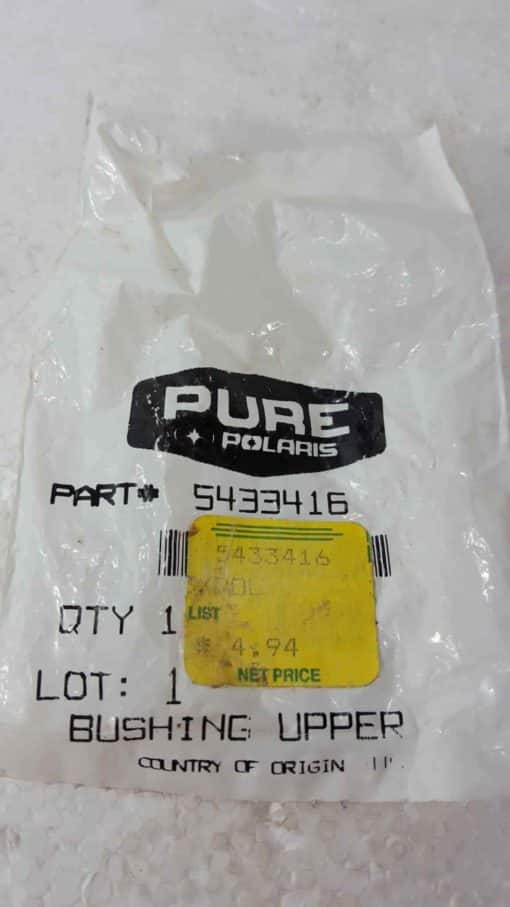 PURE
POLARIS
PART# 5433416
5433416
POL
QTY 1
LIST
$ 4.94
NET PRICE
LOT: 1
BUSHING UPPER
COUNTRY OF ORIGIN